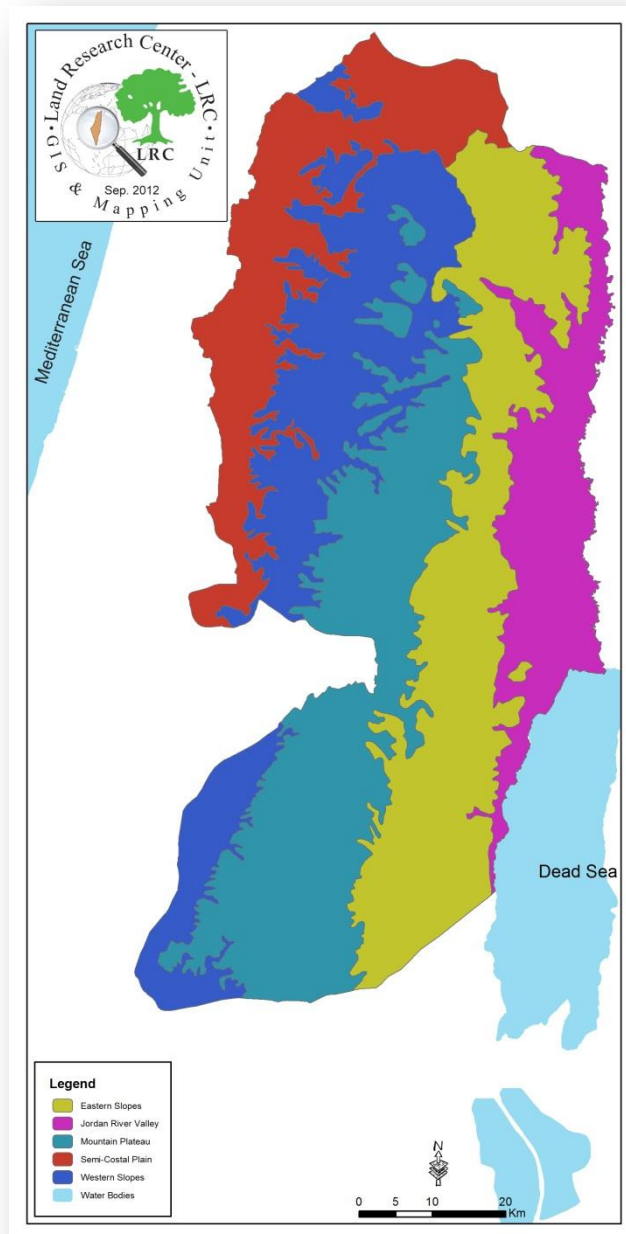 Land Research Center - LRC
GIS & Mapping Unit
LRC
Sep. 2012
Mediterranean Sea
Dead Sea
Legend
Eastern Slopes
Jordan River Valley
Mountain Plateau
Semi-Costal Plain
Western Slopes
Water Bodies
N
0 5 10 20
Km